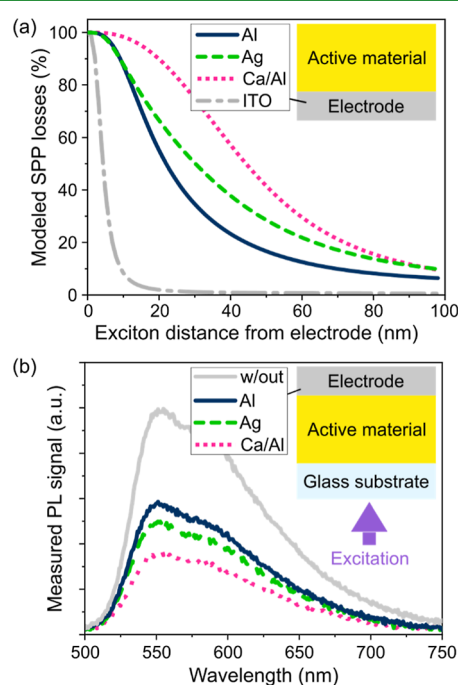 (a)
100
80
60
40
20
0
Modeled SPP losses (%)
Al
Ag
Ca/Al
ITO
Active material
Electrode
0 20 40 60 80 100
Exciton distance from electrode (nm)
(b)
Measured PL signal (a.u.)
w/out
Al
Ag
Ca/Al
Electrode
Active material
Glass substrate
Excitation
500 550 600 650 700 750
Wavelength (nm)